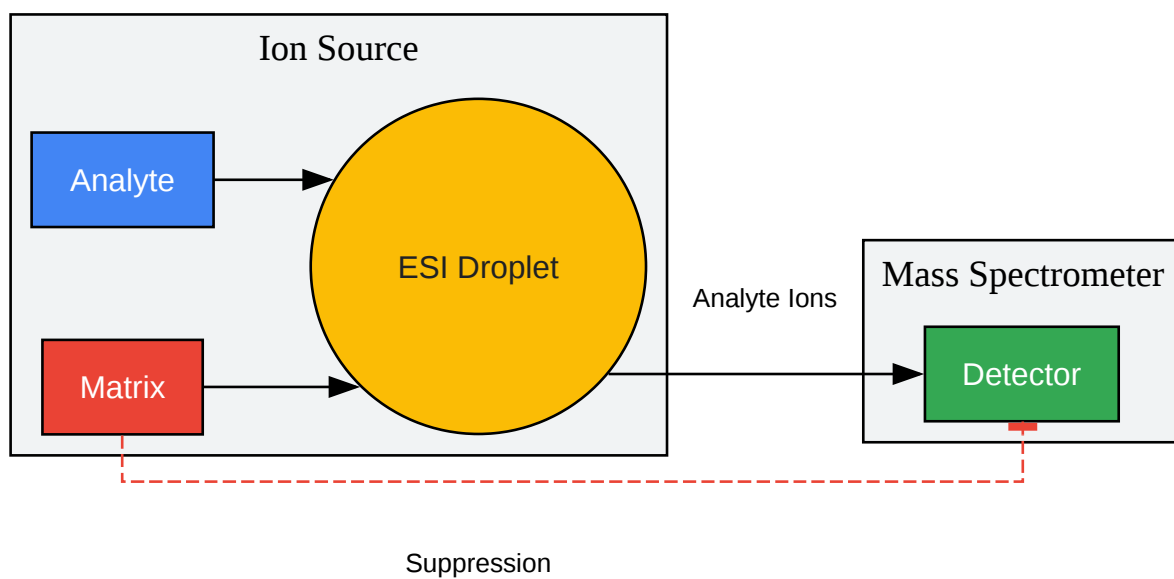 Ion Source
Analyte
ESI Droplet
Matrix
Analyte Ions
Mass Spectrometer
Detector
Suppression